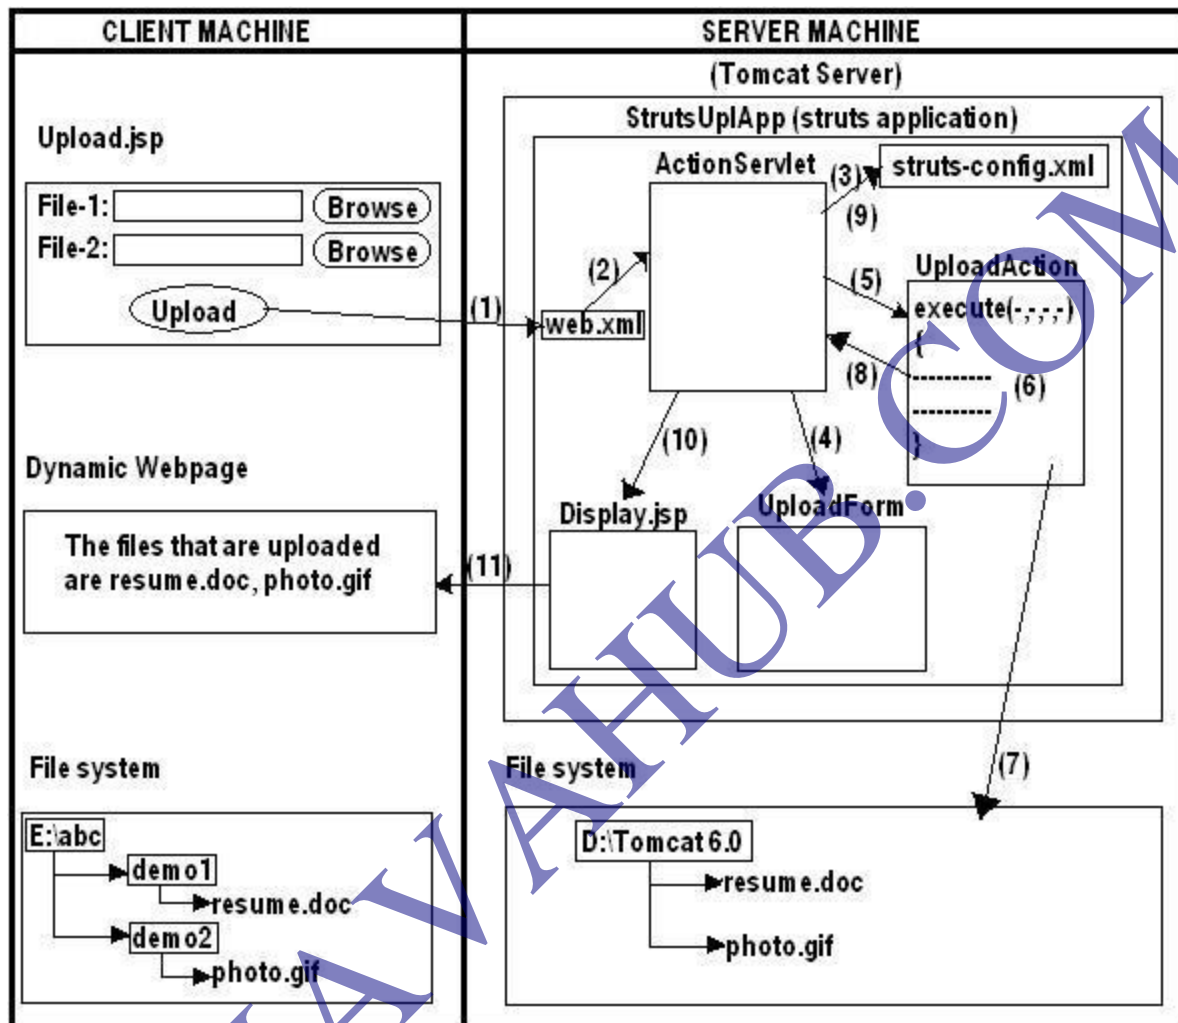 CLIENT MACHINE
SERVER MACHINE
(Tomcat Server)
StrutsUplApp (struts application)
Upload.jsp
ActionServlet
struts-config.xml
(3)
(9)
File-1:
Browse
File-2:
Browse
Upload
(1)
(2)
web.xml
(5)
UploadAction
execute(-,-,-,-)
{
----------
(6)
----------
}
(8)
(10)
(4)
Dynamic Webpage
The files that are uploaded
are resume.doc, photo.gif
(11)
Display.jsp
UploadForm
File system
E:\abc
demo1
resume.doc
demo2
photo.gif
File system
(7)
D:\Tomcat 6.0
resume.doc
photo.gif
VAHUB.COM